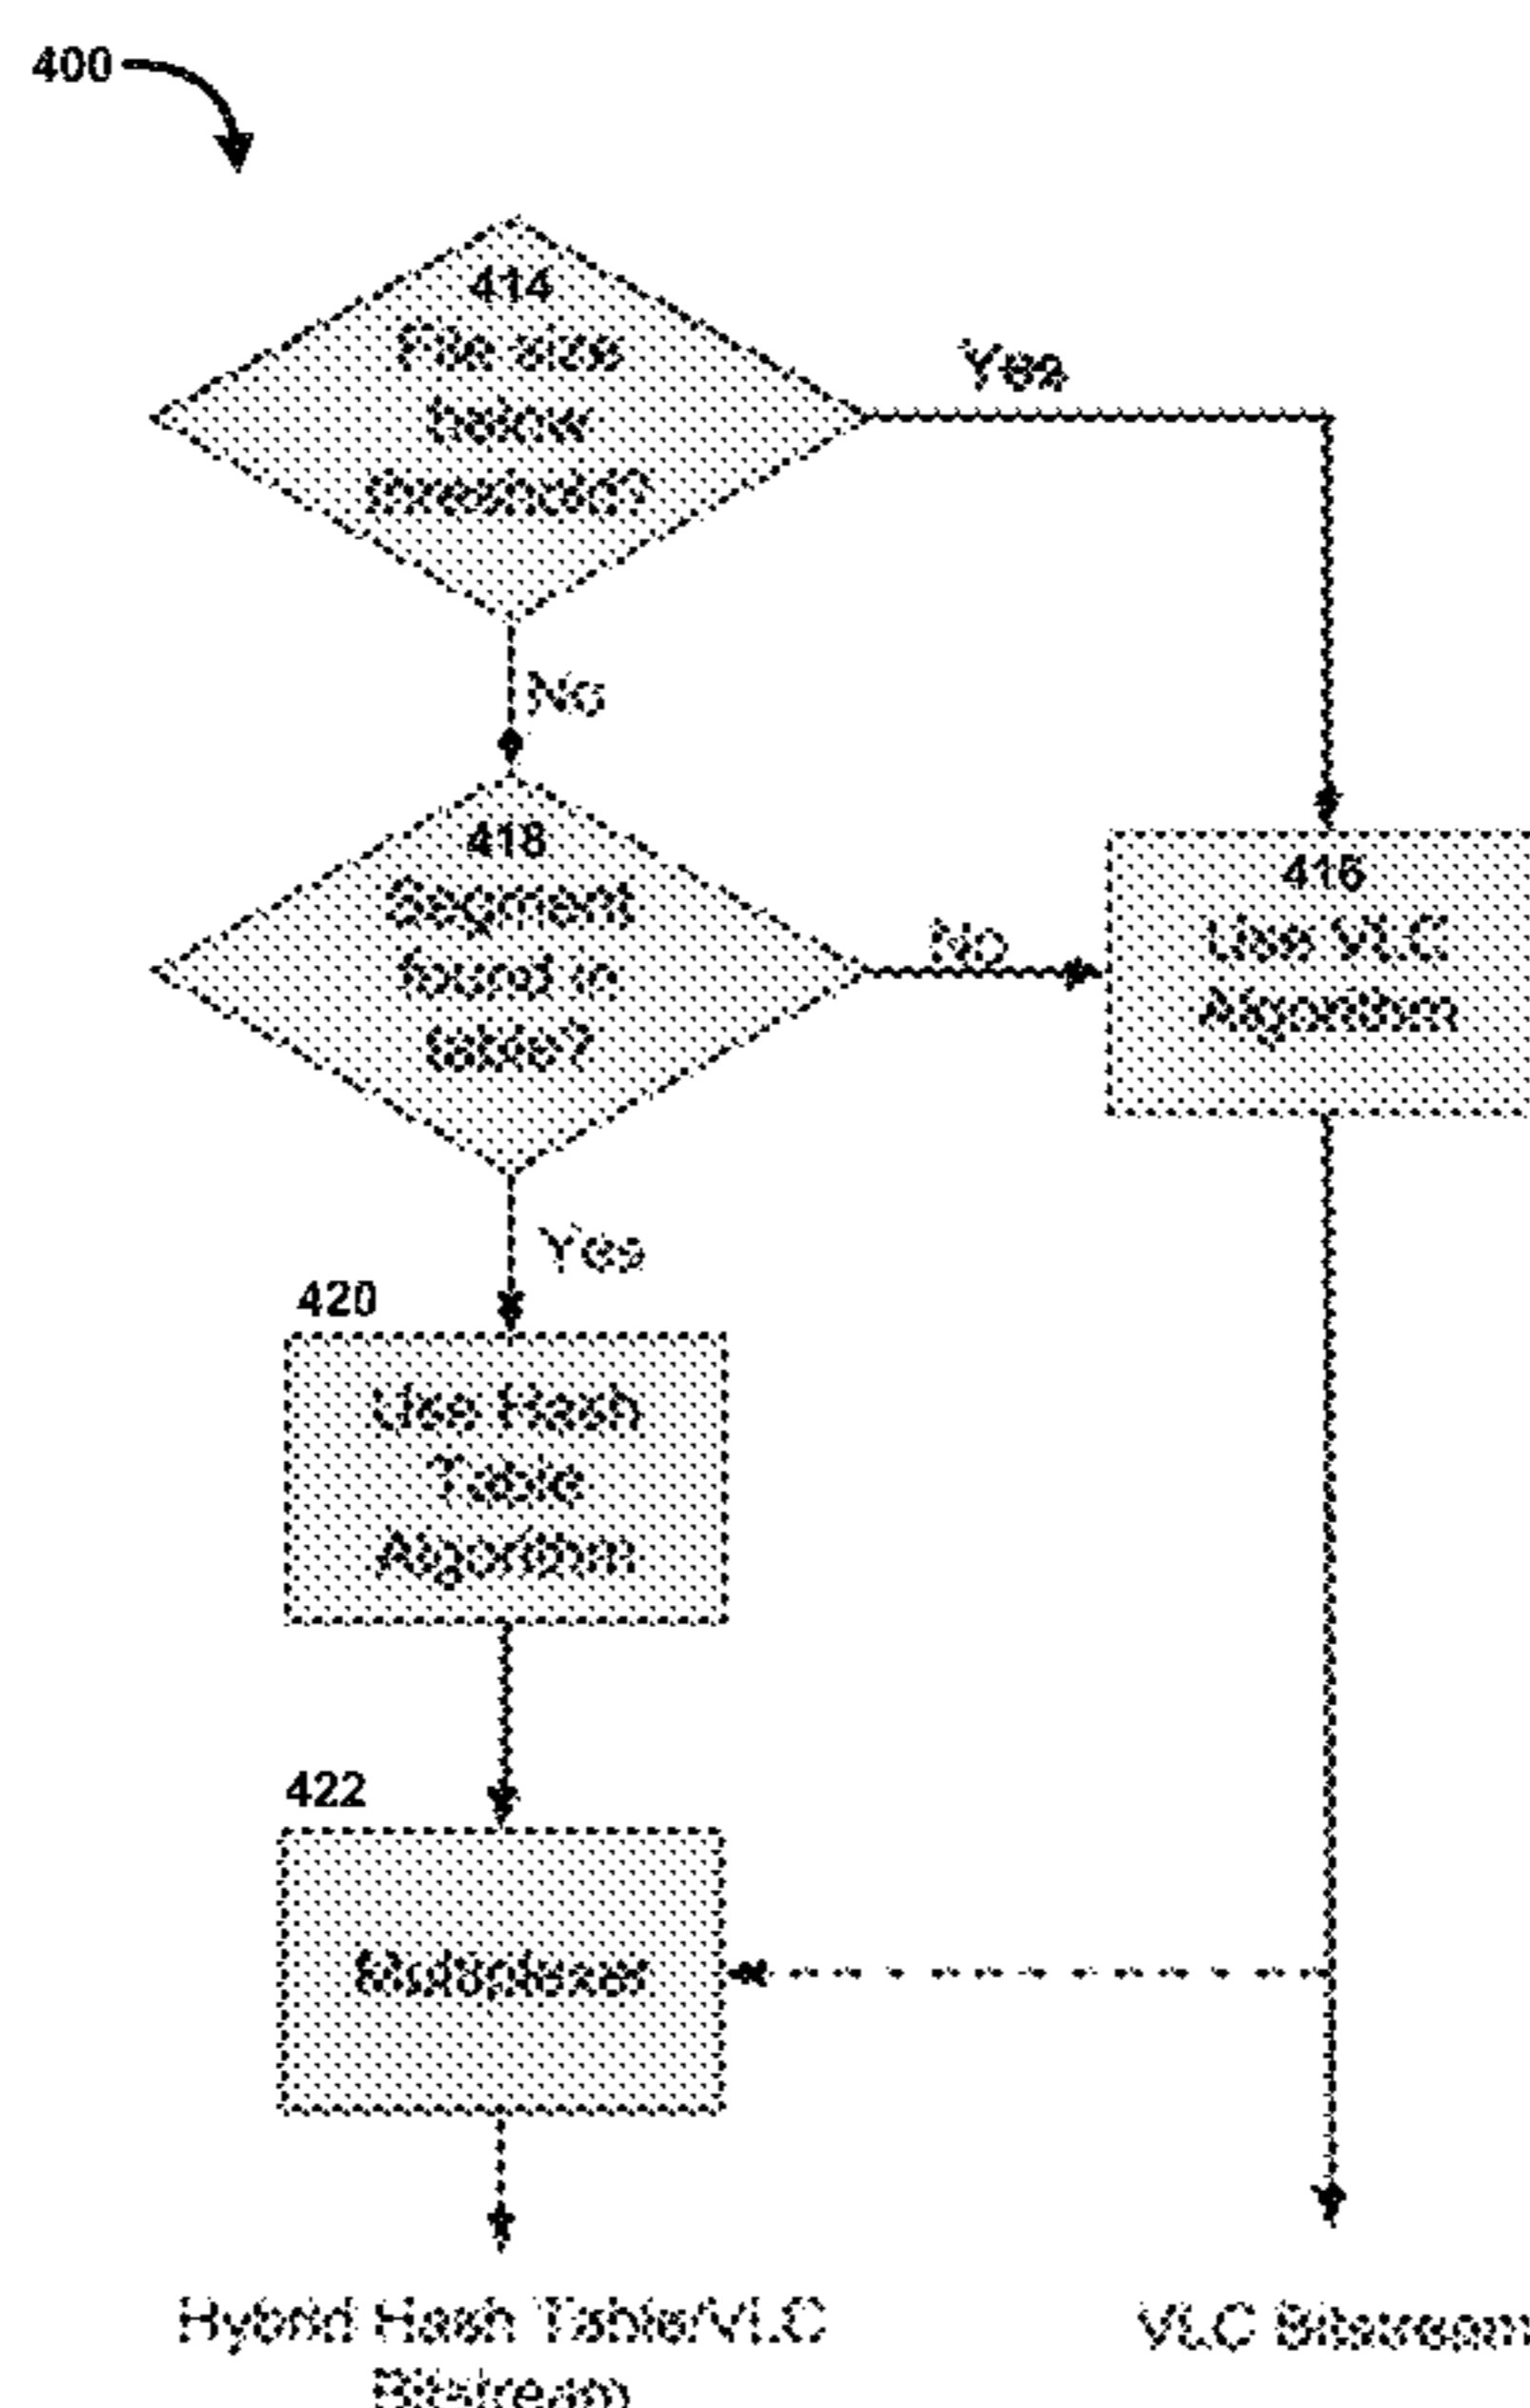 400
414
File size
below
threshold?
Yes
No
418
Segment
found in
table?
No
416
Use VLC
Algorithm
Yes
420
Use Hash
Table
Algorithm
422
Multiplexer
Hybrid Hash Table/VLC
Bitstream
VLC Bitstream